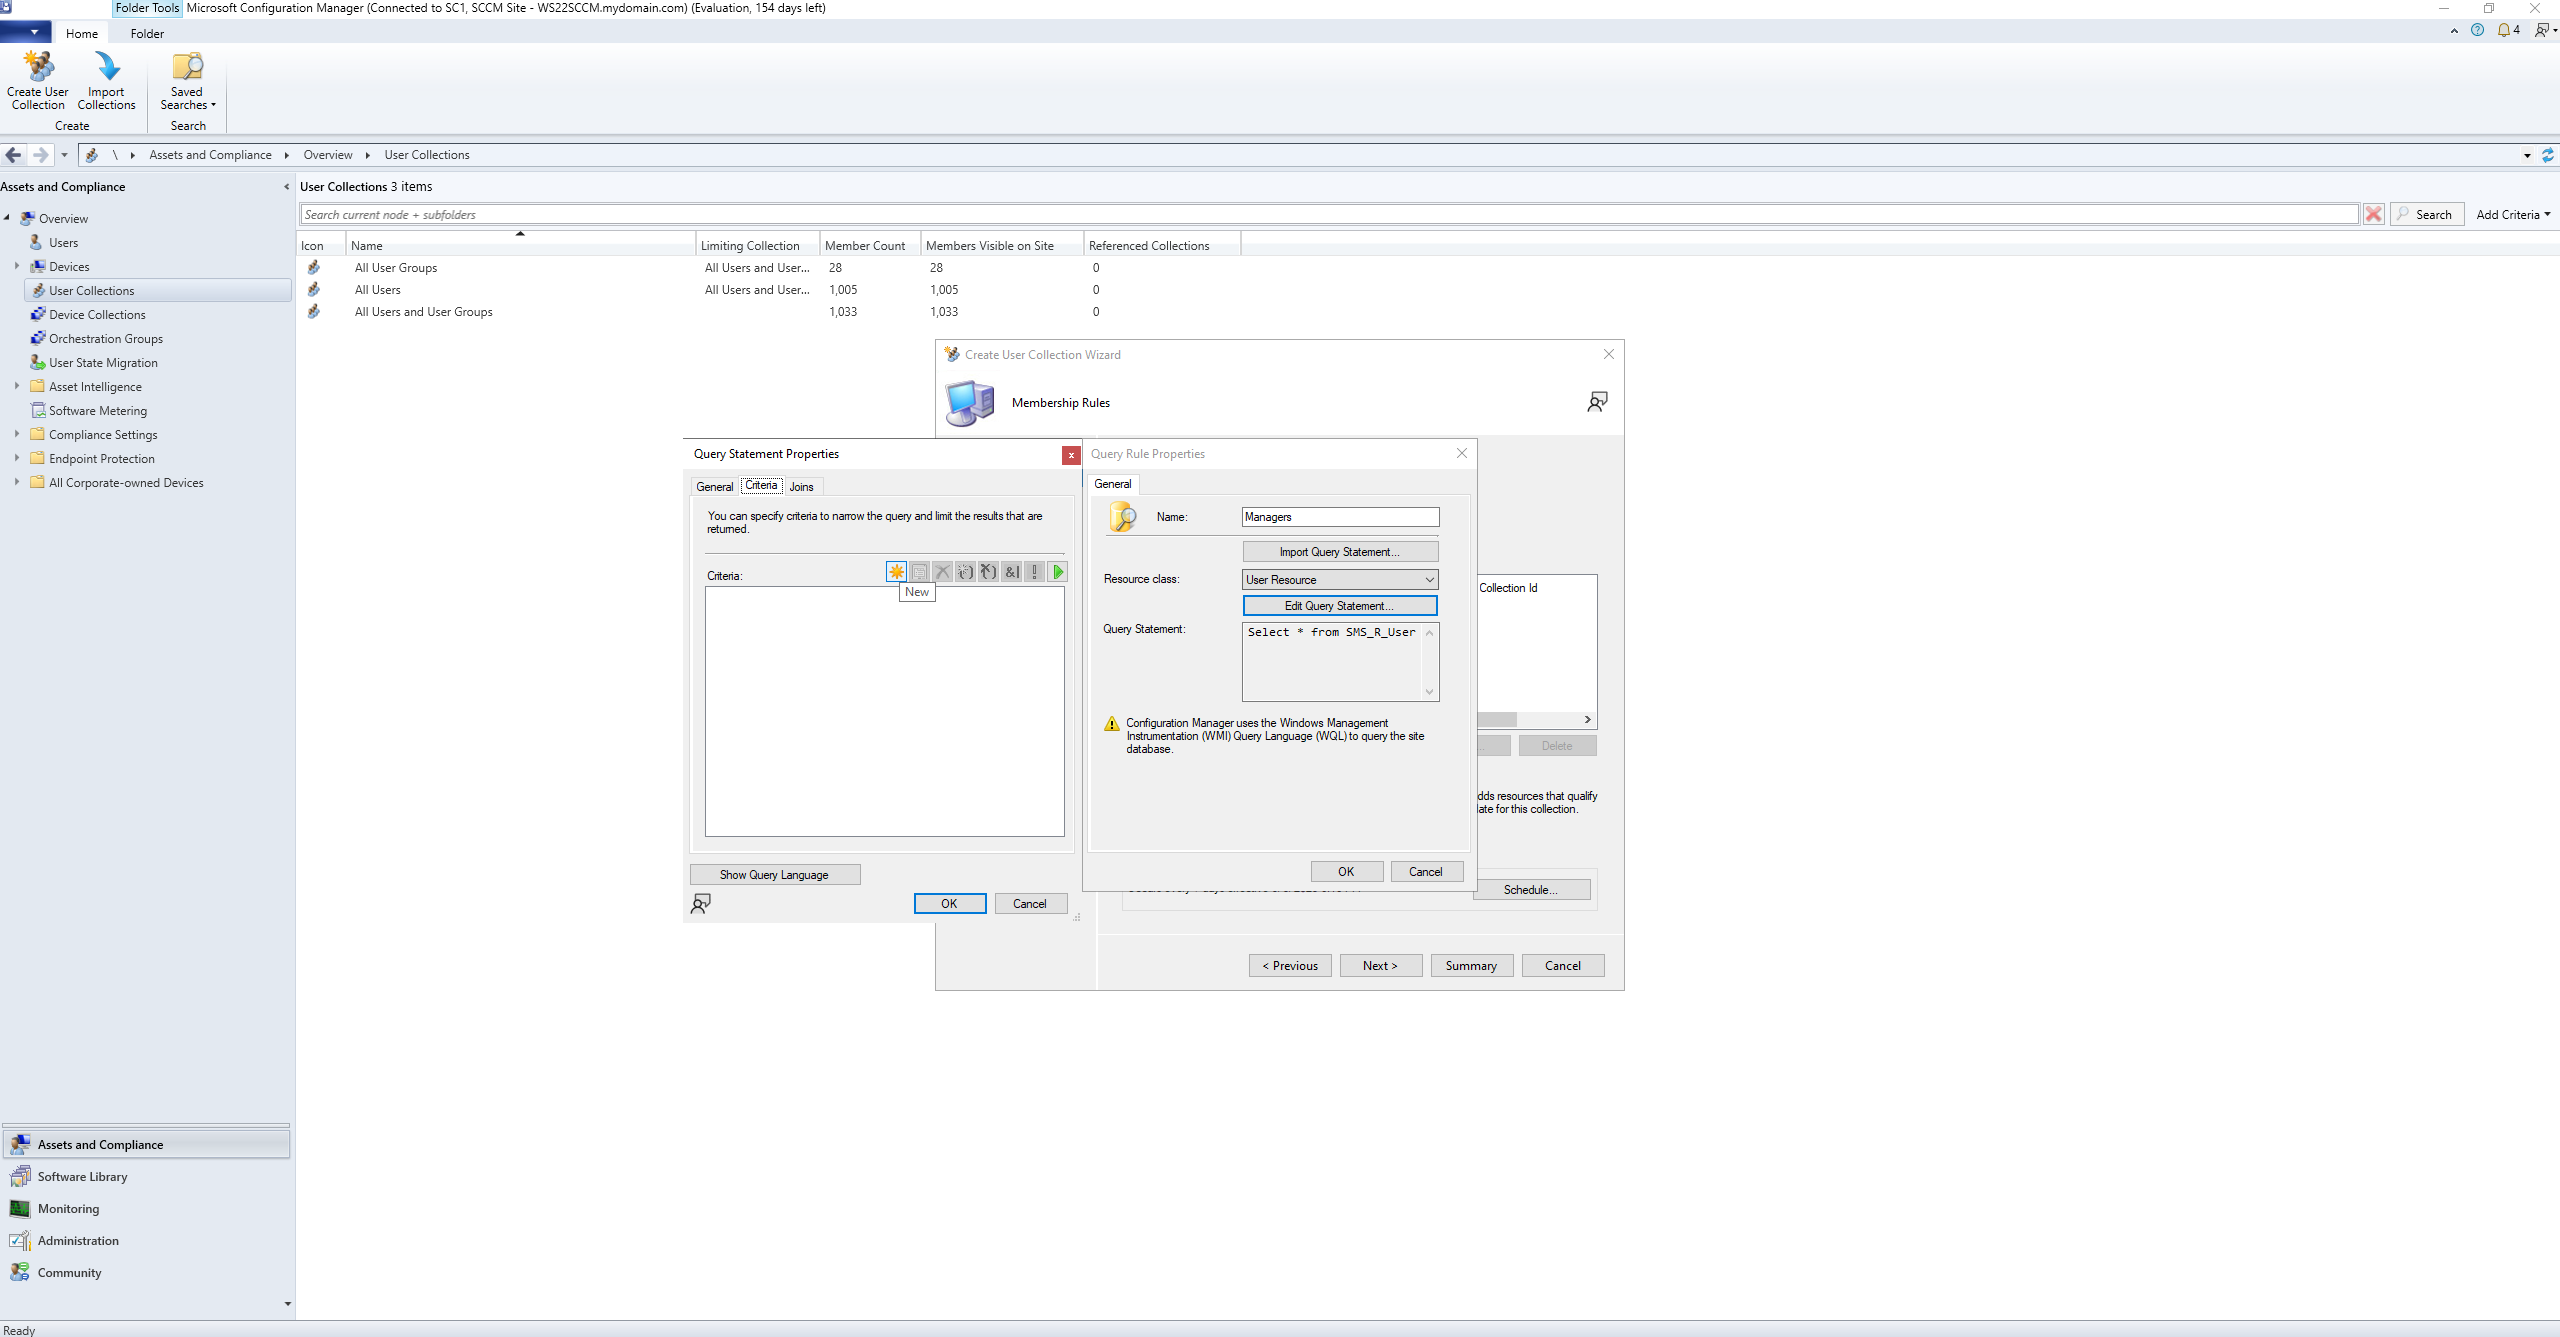 Folder Tools Microsoft Configuration Manager (Connected to SC1, SCCM Site - WS22SCCM.mydomain.com) (Evaluation, 154 days left)
Home Folder
4
Create User Collection
Import Collections
Saved Searches
Create
Search
\ Assets and Compliance Overview User Collections
Assets and Compliance
User Collections 3 items
Search current node + subfolders
Search
Add Criteria
Icon Name Limiting Collection Member Count Members Visible on Site Referenced Collections
All User Groups All Users and User... 28 28 0
All Users All Users and User... 1,005 1,005 0
All Users and User Groups 1,033 1,033 0
Overview
Users
Devices
User Collections
Device Collections
Orchestration Groups
User State Migration
Asset Intelligence
Software Metering
Compliance Settings
Endpoint Protection
All Corporate-owned Devices
Assets and Compliance
Software Library
Monitoring
Administration
Community
Ready
Create User Collection Wizard
Membership Rules
Collection Id
Delete
dds resources that qualify
ate for this collection.
Schedule...
< Previous
Next >
Summary
Cancel
Query Statement Properties
x
General Criteria Joins
You can specify criteria to narrow the query and limit the results that are
returned.
Criteria:
&|
!
New
Show Query Language
OK
Cancel
Query Rule Properties
General
Name: Managers
Import Query Statement...
Resource class: User Resource
Edit Query Statement...
Query Statement: Select * from SMS_R_User
Configuration Manager uses the Windows Management
Instrumentation (WMI) Query Language (WQL) to query the site
database.
OK
Cancel